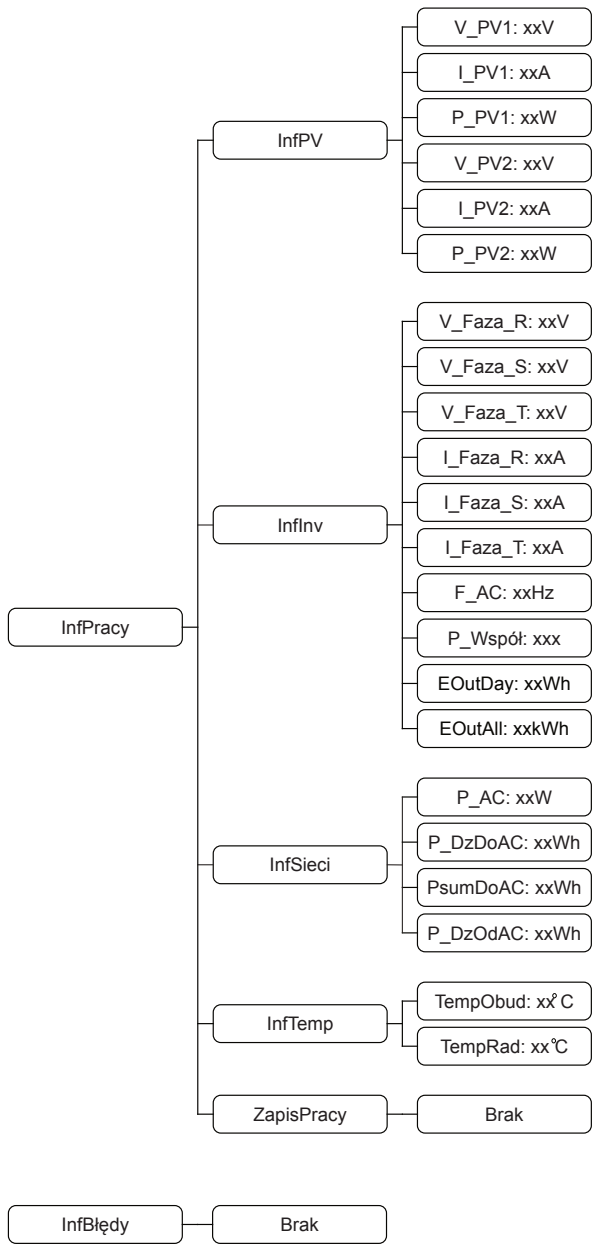 InfPracy
InfPV
V_PV1: xxV
I_PV1: xxA
P_PV1: xxW
V_PV2: xxV
I_PV2: xxA
P_PV2: xxW
InfInv
V_Faza_R: xxV
V_Faza_S: xxV
V_Faza_T: xxV
I_Faza_R: xxA
I_Faza_S: xxA
I_Faza_T: xxA
F_AC: xxHz
P_Współ: xxx
EOutDay: xxWh
EOutAll: xxkWh
InfSieci
P_AC: xxW
P_DzDoAC: xxWh
PsumDoAC: xxWh
P_DzOdAC: xxWh
InfTemp
TempObud: xx°C
TempRad: xx°C
ZapisPracy
Brak
InfBłędy
Brak